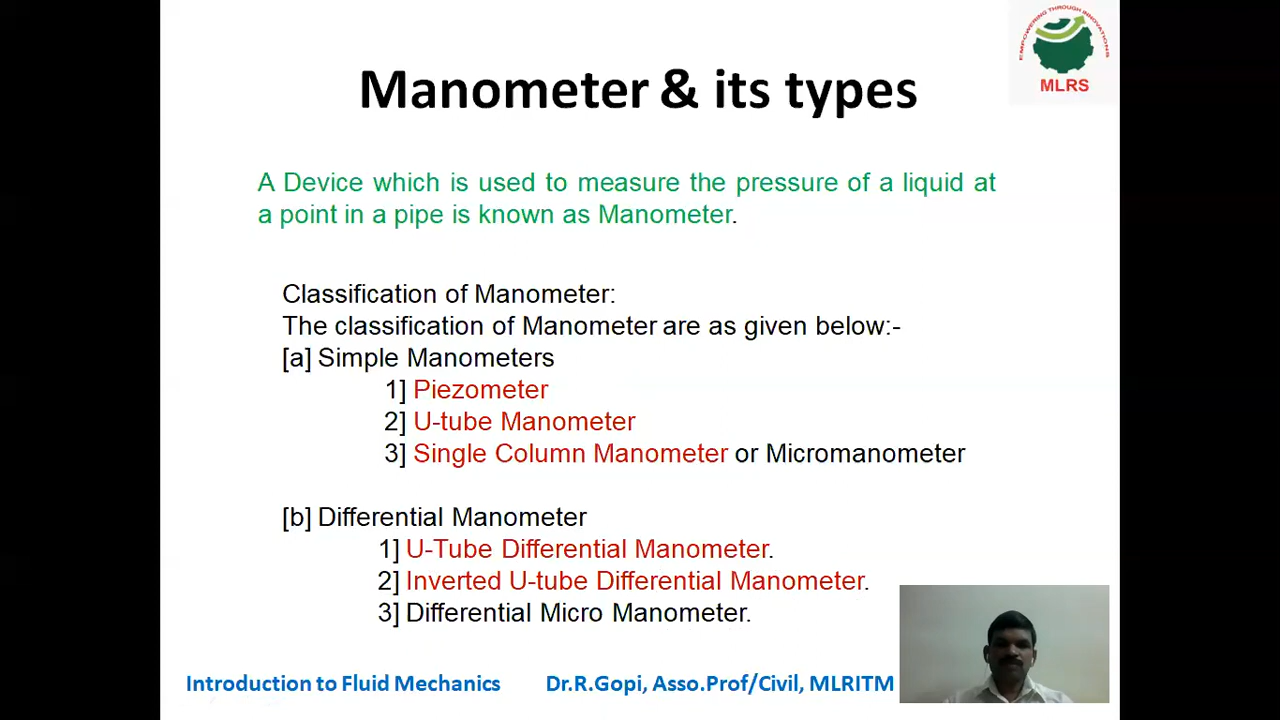 EMPOWERING THROUGH INNOVATIONS
MLRS
Manometer & its types
A Device which is used to measure the pressure of a liquid at
a point in a pipe is known as Manometer.
Classification of Manometer:
The classification of Manometer are as given below:-
[a] Simple Manometers
1] Piezometer
2] U-tube Manometer
3] Single Column Manometer or Micromanometer
[b] Differential Manometer
1] U-Tube Differential Manometer.
2] Inverted U-tube Differential Manometer.
3] Differential Micro Manometer.
Introduction to Fluid Mechanics Dr.R.Gopi, Asso.Prof/Civil, MLRITM